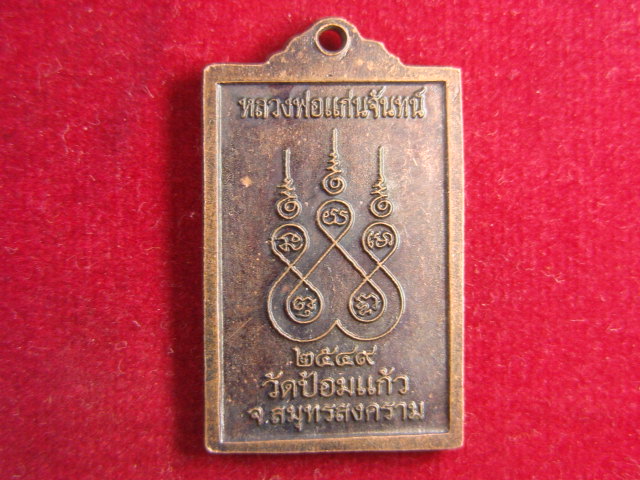 หลวงพ่อแก่นจันทน์
๒๕๔๙
วัดป้อมแก้ว
จ.สมุทรสงคราม